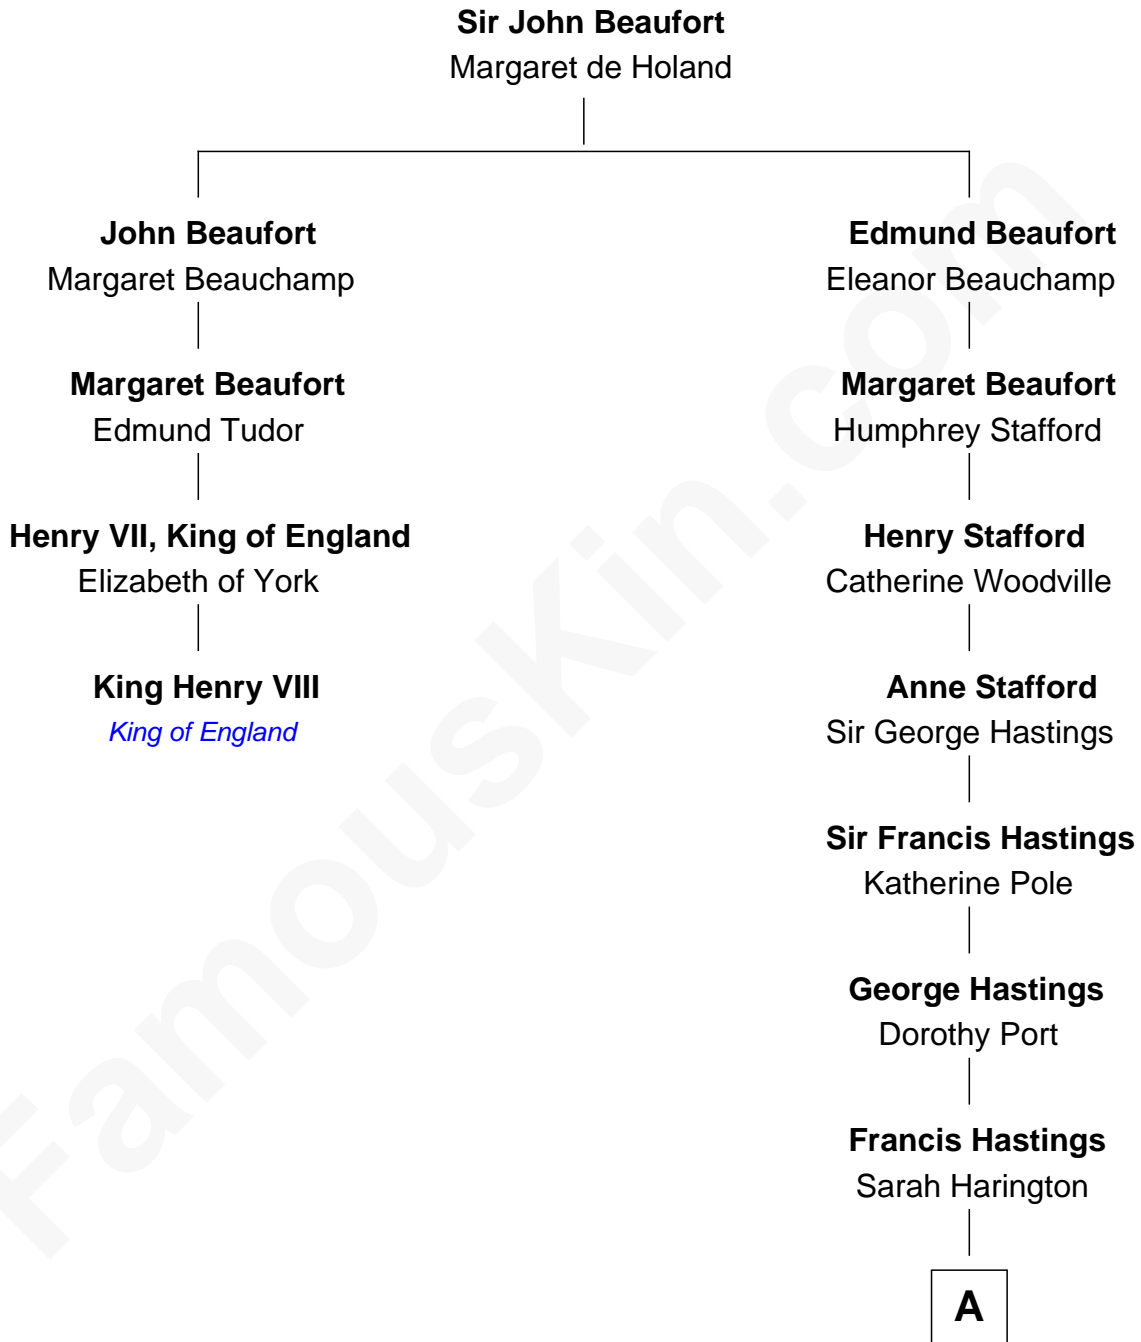 Sir John Beaufort
Margaret de Holand
John Beaufort
Margaret Beauchamp
Edmund Beaufort
Eleanor Beauchamp
Margaret Beaufort
Edmund Tudor
Margaret Beaufort
Humphrey Stafford
Henry VII, King of England
Elizabeth of York
Henry Stafford
Catherine Woodville
King Henry VIII
King of England
Anne Stafford
Sir George Hastings
Sir Francis Hastings
Katherine Pole
George Hastings
Dorothy Port
Francis Hastings
Sarah Harington
A
FamousKin.com